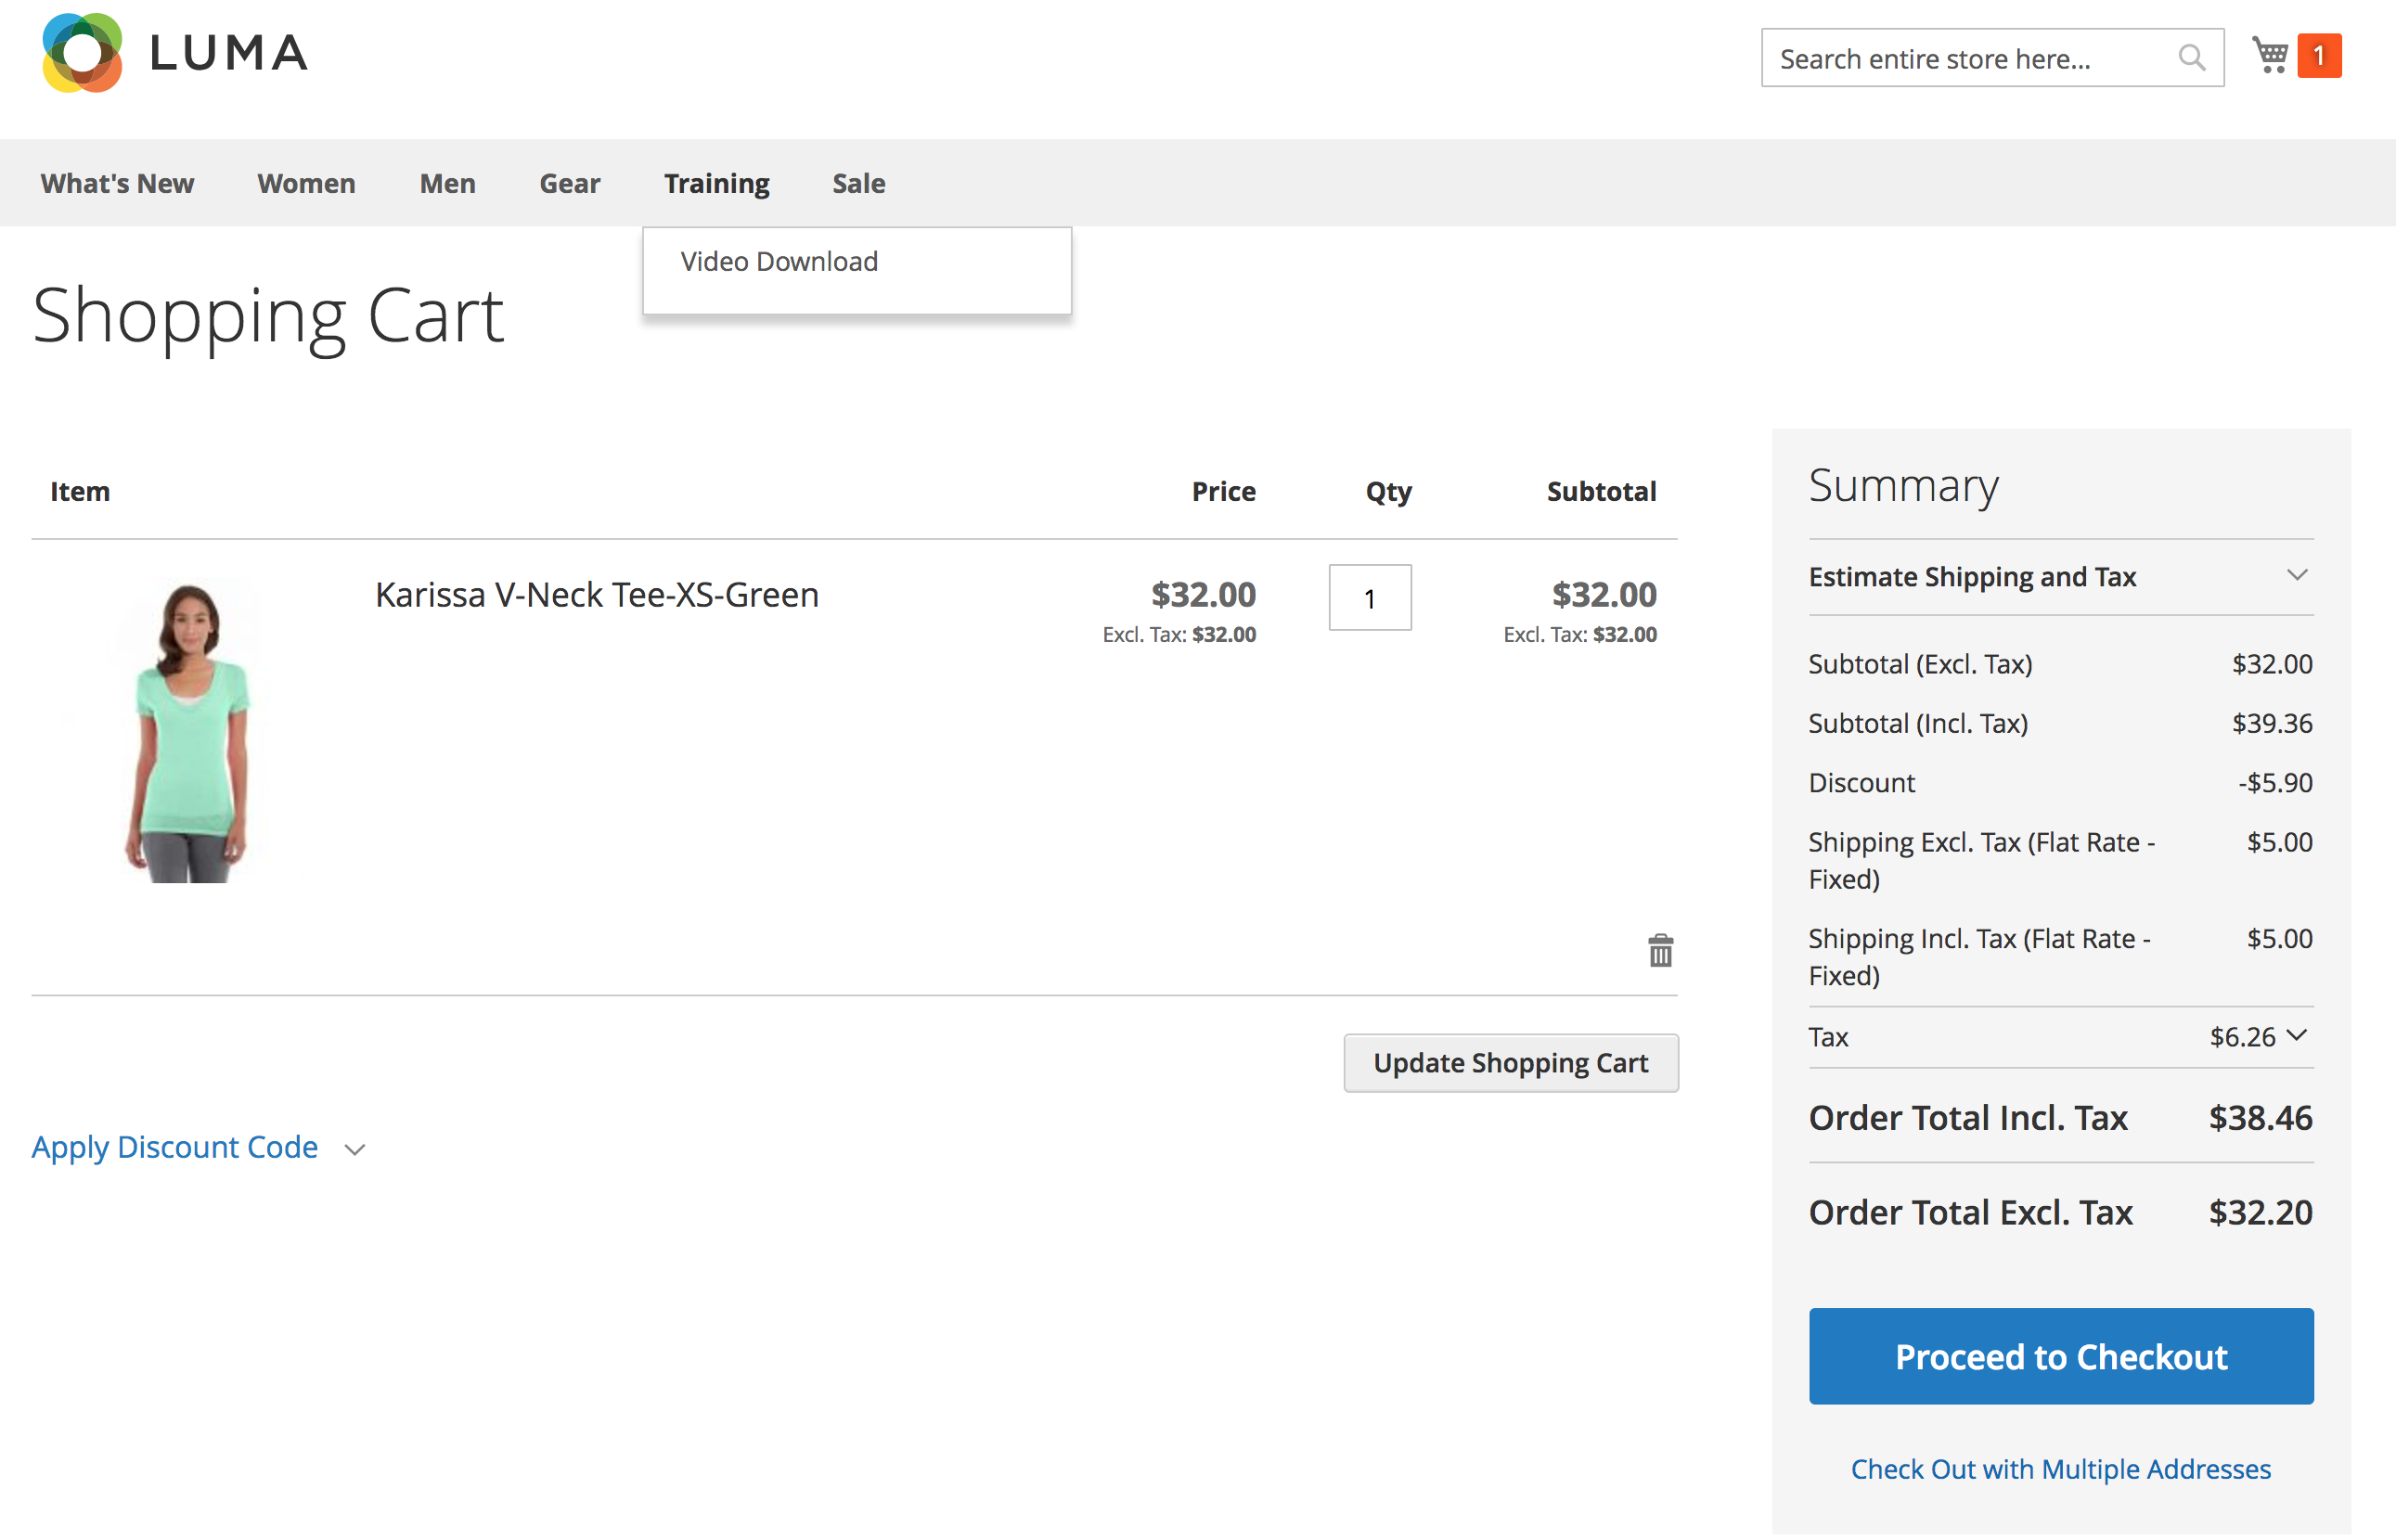 LUMA
Search entire store here...
1
What's New Women Men Gear Training Sale
Video Download
Shopping Cart
Item Price Qty Subtotal
Karissa V-Neck Tee-XS-Green $32.00 1 $32.00
Excl. Tax: $32.00 Excl. Tax: $32.00
Update Shopping Cart
Apply Discount Code
Summary
Estimate Shipping and Tax
Subtotal (Excl. Tax) $32.00
Subtotal (Incl. Tax) $39.36
Discount -$5.90
Shipping Excl. Tax (Flat Rate - $5.00
Fixed)
Shipping Incl. Tax (Flat Rate - $5.00
Fixed)
Tax $6.26
Order Total Incl. Tax $38.46
Order Total Excl. Tax $32.20
Proceed to Checkout
Check Out with Multiple Addresses